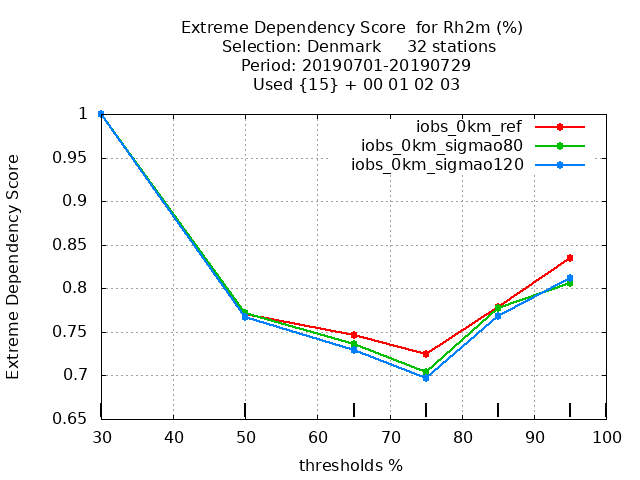 Extreme Dependency Score  for Rh2m (%)
Selection: Denmark     32 stations
Period: 20190701-20190729
Used {15} + 00 01 02 03
iobs_0km_ref
iobs_0km_sigmao80
iobs_0km_sigmao120
Extreme Dependency Score
1
0.95
0.9
0.85
0.8
0.75
0.7
0.65
30 40 50 60 70 80 90 100
thresholds %